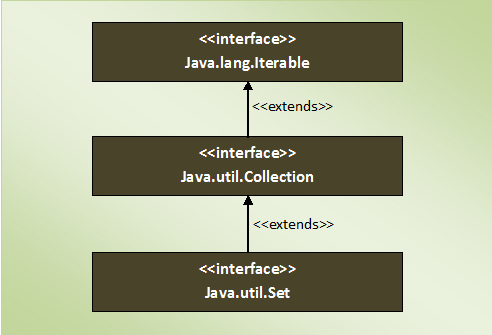 <<interface>>
Java.lang.Iterable
<<extends>>
<<interface>>
Java.util.Collection
<<extends>>
<<interface>>
Java.util.Set